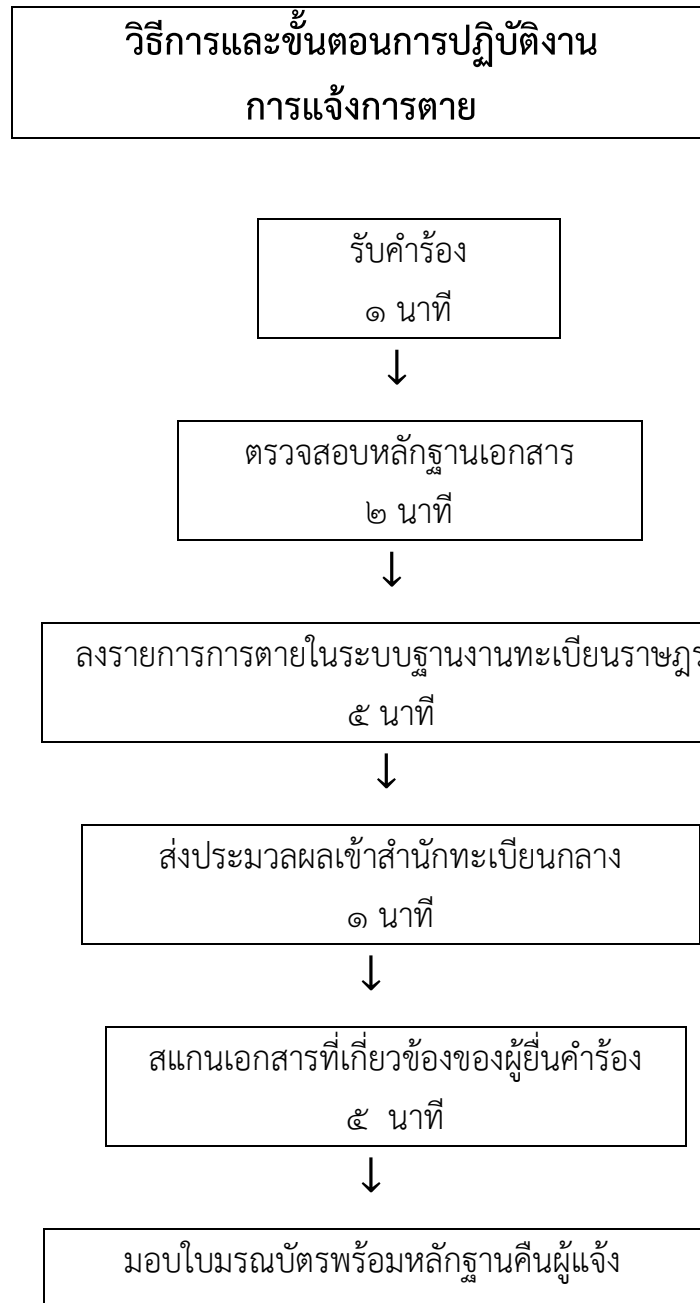 วิธีการและขั้นตอนการปฏิบัติงาน
การแจ้งการตาย
รับคำร้อง
๑ นาที
↓
ตรวจสอบหลักฐานเอกสาร
๒ นาที
↓
ลงรายการการตายในระบบฐานงานทะเบียนราษฎร
๕ นาที
↓
ส่งประมวลผลเข้าสำนักทะเบียนกลาง
๑ นาที
↓
สแกนเอกสารที่เกี่ยวข้องของผู้ยื่นคำร้อง
๕ นาที
↓
มอบใบมรณบัตรพร้อมหลักฐานคืนผู้แจ้ง